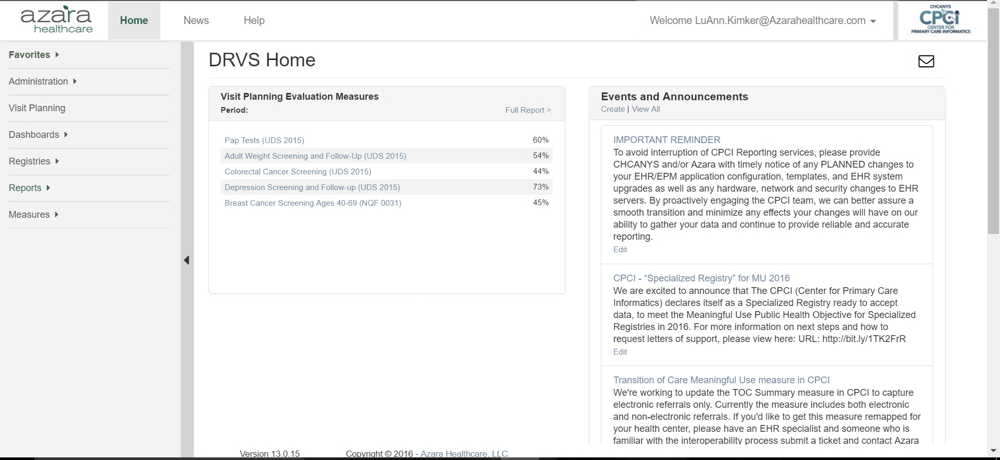 azara
healthcare
Home
News
Help
Welcome LuAnn.Kimker@Azarahealthcare.com
CHCANYS
CPCi
CENTER FOR
PRIMARY CARE INFORMATICS
Favorites
Administration
Visit Planning
Dashboards
Registries
Reports
Measures
DRVS Home
Visit Planning Evaluation Measures
Period:
Full Report >
Pap Tests (UDS 2015) 60%
Adult Weight Screening and Follow-Up (UDS 2015) 54%
Colorectal Cancer Screening (UDS 2015) 44%
Depression Screening and Follow-up (UDS 2015) 73%
Breast Cancer Screening Ages 40-69 (NQF 0031) 45%
Events and Announcements
Create | View All
IMPORTANT REMINDER
To avoid interruption of CPCI Reporting services, please provide
CHCANYS and/or Azara with timely notice of any PLANNED changes to
your EHR/EPM application configuration, templates, and EHR system
upgrades as well as any hardware, network and security changes to EHR
servers. By proactively engaging the CPCI team, we can better assure a
smooth transition and minimize any effects your changes will have on our
ability to gather your data and continue to provide reliable and accurate
reporting.
Edit
CPCI - “Specialized Registry” for MU 2016
We are excited to announce that The CPCI (Center for Primary Care
Informatics) declares itself as a Specialized Registry ready to accept
data, to meet the Meaningful Use Public Health Objective for Specialized
Registries in 2016. For more information on next steps and how to
request letters of support, please view here: URL: http://bit.ly/1TK2FrR
Edit
Transition of Care Meaningful Use measure in CPCI
We're working to update the TOC Summary measure in CPCI to capture
electronic referrals only. Currently the measure includes both electronic
and non-electronic referrals. If you'd like to get this measure remapped for
your health center, please have an EHR specialist and someone who is
familiar with the interoperability process submit a ticket and contact Azara
Version 13.0.15
Copyright © 2016 - Azara Healthcare, LLC.